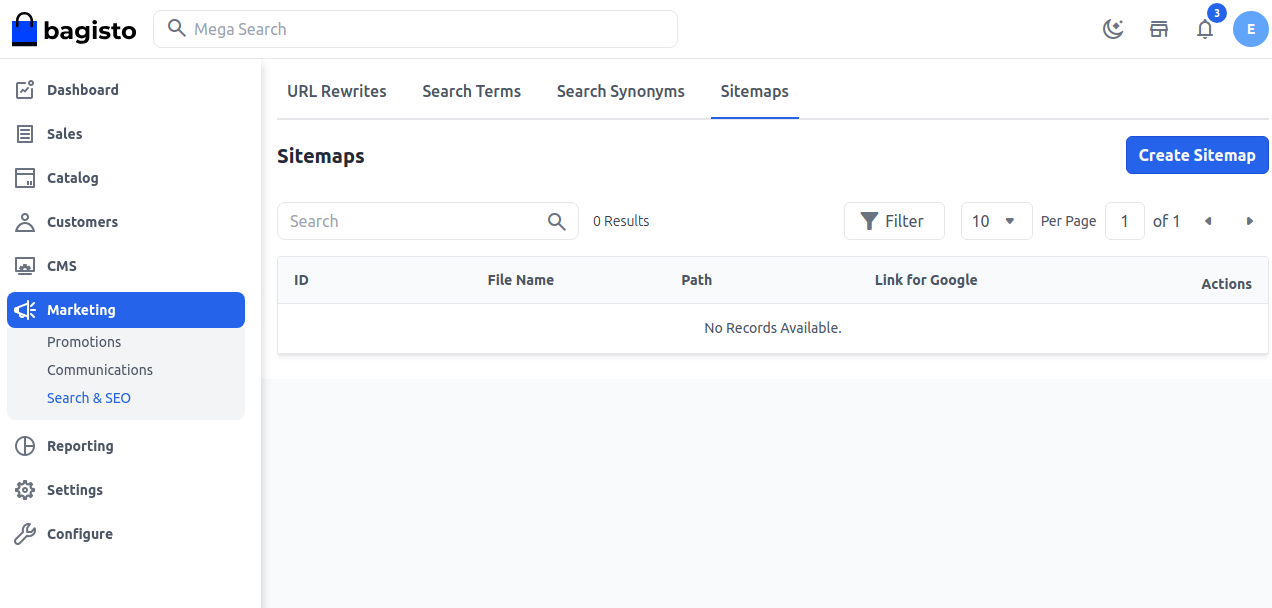 bagisto
Mega Search
3
E
Dashboard
Sales
Catalog
Customers
CMS
Marketing
Promotions
Communications
Search & SEO
Reporting
Settings
Configure
URL Rewrites Search Terms Search Synonyms Sitemaps
Sitemaps
Create Sitemap
Search 0 Results Filter 10 Per Page 1 of 1
ID File Name Path Link for Google Actions
No Records Available.